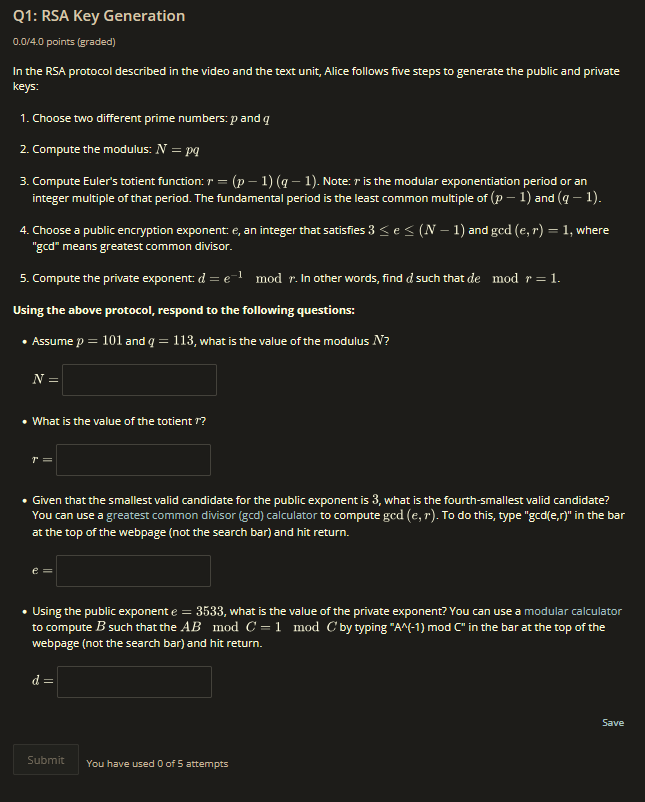 Q1: RSA Key Generation
0.0/4.0 points (graded)
In the RSA protocol described in the video and the text unit, Alice follows five steps to generate the public and private
keys:
1. Choose two different prime numbers: p and q
2. Compute the modulus: N = pq
3. Compute Euler's totient function: r = (p − 1) (q − 1). Note: r is the modular exponentiation period or an
integer multiple of that period. The fundamental period is the least common multiple of (p − 1) and (q − 1).
4. Choose a public encryption exponent: e, an integer that satisfies 3 ≤ e ≤ (N − 1) and gcd (e, r) = 1, where
"gcd" means greatest common divisor.
5. Compute the private exponent: d = e⁻¹ mod r. In other words, find d such that de mod r = 1.
Using the above protocol, respond to the following questions:
• Assume p = 101 and q = 113, what is the value of the modulus N?
N =
• What is the value of the totient r?
r =
• Given that the smallest valid candidate for the public exponent is 3, what is the fourth-smallest valid candidate?
You can use a greatest common divisor (gcd) calculator to compute gcd (e, r). To do this, type "gcd(e,r)" in the bar
at the top of the webpage (not the search bar) and hit return.
e =
• Using the public exponent e = 3533, what is the value of the private exponent? You can use a modular calculator
to compute B such that the AB mod C = 1 mod C by typing "A^(-1) mod C" in the bar at the top of the
webpage (not the search bar) and hit return.
d =
Save
Submit You have used 0 of 5 attempts